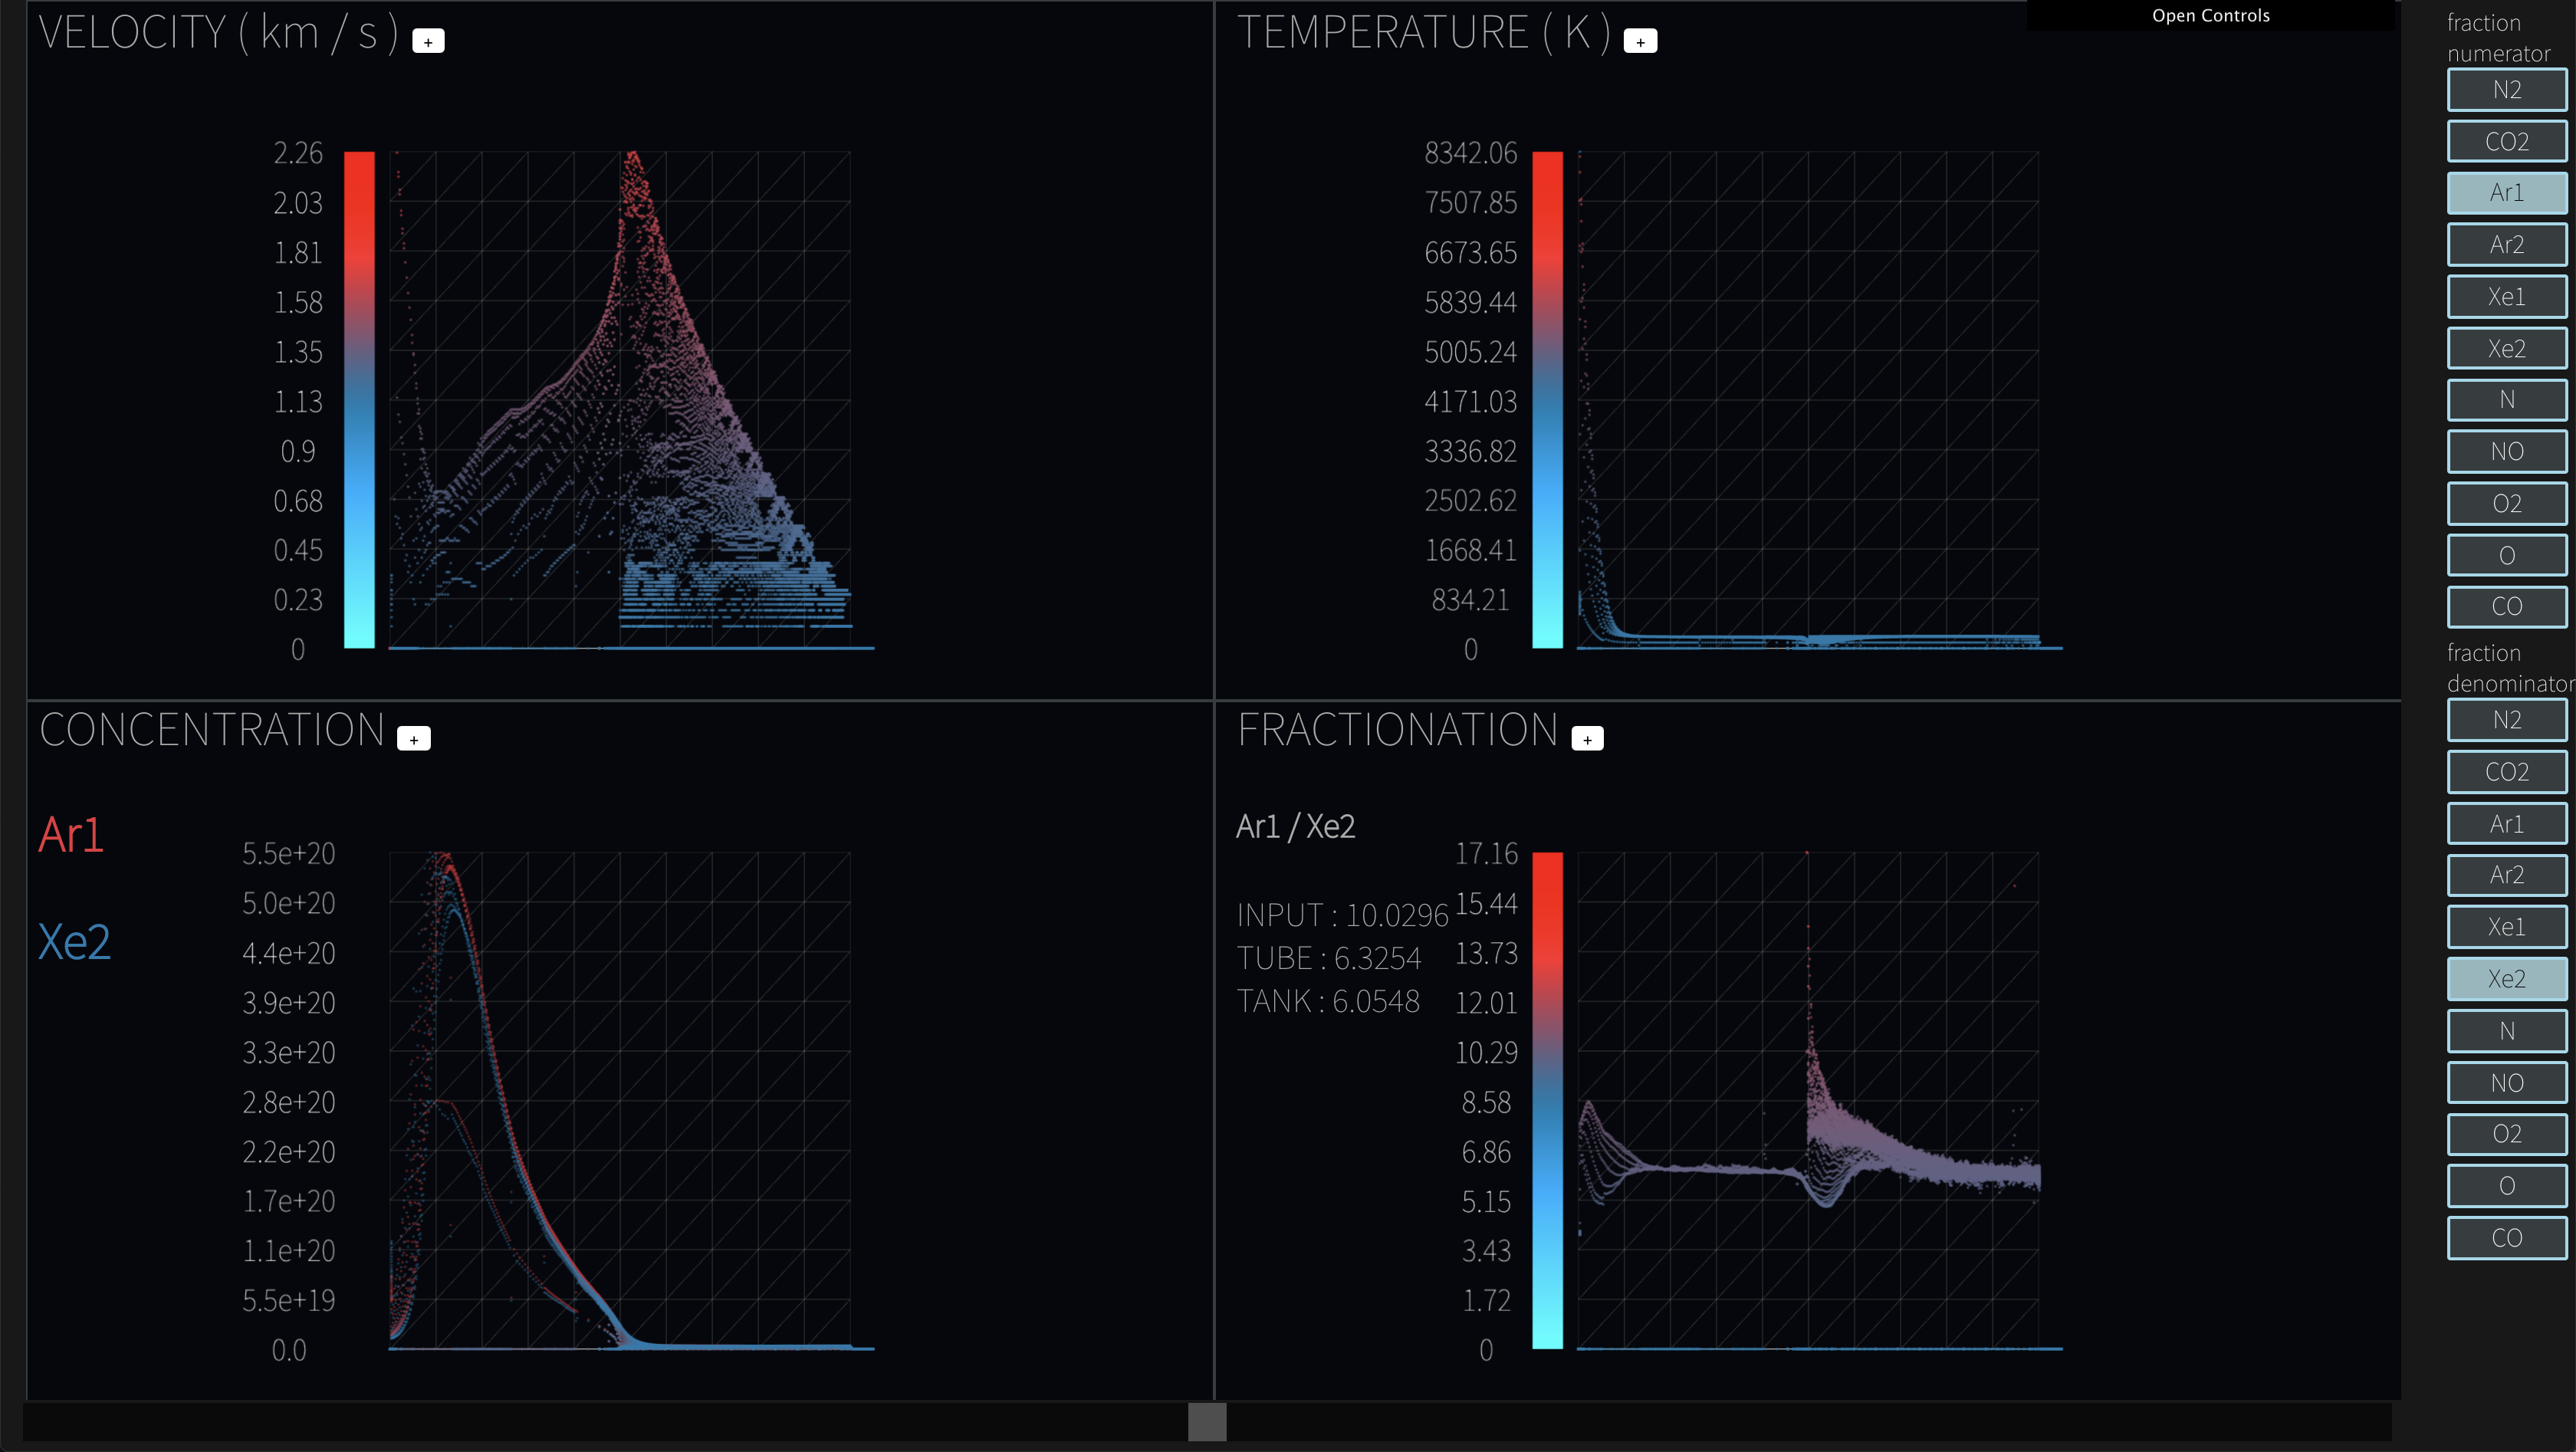 VELOCITY ( km / s ) +
2.26
2.03
1.81
1.58
1.35
1.13
0.9
0.68
0.45
0.23
0
TEMPERATURE ( K ) +
Open Controls
8342.06
7507.85
6673.65
5839.44
5005.24
4171.03
3336.82
2502.62
1668.41
834.21
0
CONCENTRATION +
Ar1
Xe2
5.5e+20
5.0e+20
4.4e+20
3.9e+20
3.3e+20
2.8e+20
2.2e+20
1.7e+20
1.1e+20
5.5e+19
0.0
FRACTIONATION +
Ar1 / Xe2
INPUT : 10.0296
TUBE : 6.3254
TANK : 6.0548
17.16
15.44
13.73
12.01
10.29
8.58
6.86
5.15
3.43
1.72
0
fraction
numerator
N2
CO2
Ar1
Ar2
Xe1
Xe2
N
NO
O2
O
CO
fraction
denominator
N2
CO2
Ar1
Ar2
Xe1
Xe2
N
NO
O2
O
CO